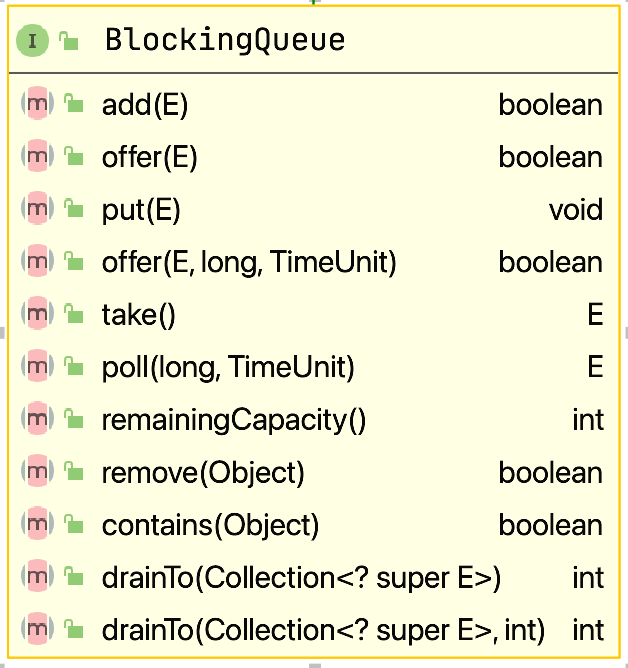 I BlockingQueue
m add(E) boolean
m offer(E) boolean
m put(E) void
m offer(E, long, TimeUnit) boolean
m take() E
m poll(long, TimeUnit) E
m remainingCapacity() int
m remove(Object) boolean
m contains(Object) boolean
m drainTo(Collection<? super E>) int
m drainTo(Collection<? super E>, int) int